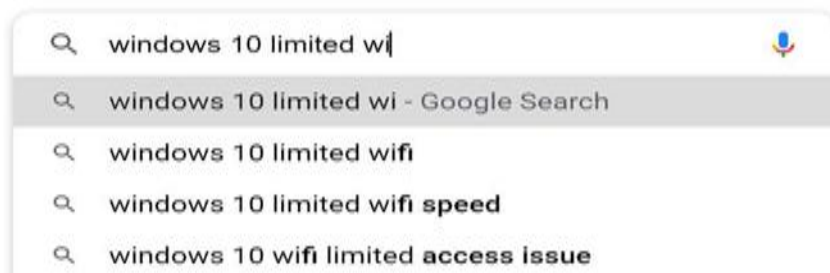 windows 10 limited wi
windows 10 limited wi - Google Search
windows 10 limited wifi
windows 10 limited wifi speed
windows 10 wifi limited access issue